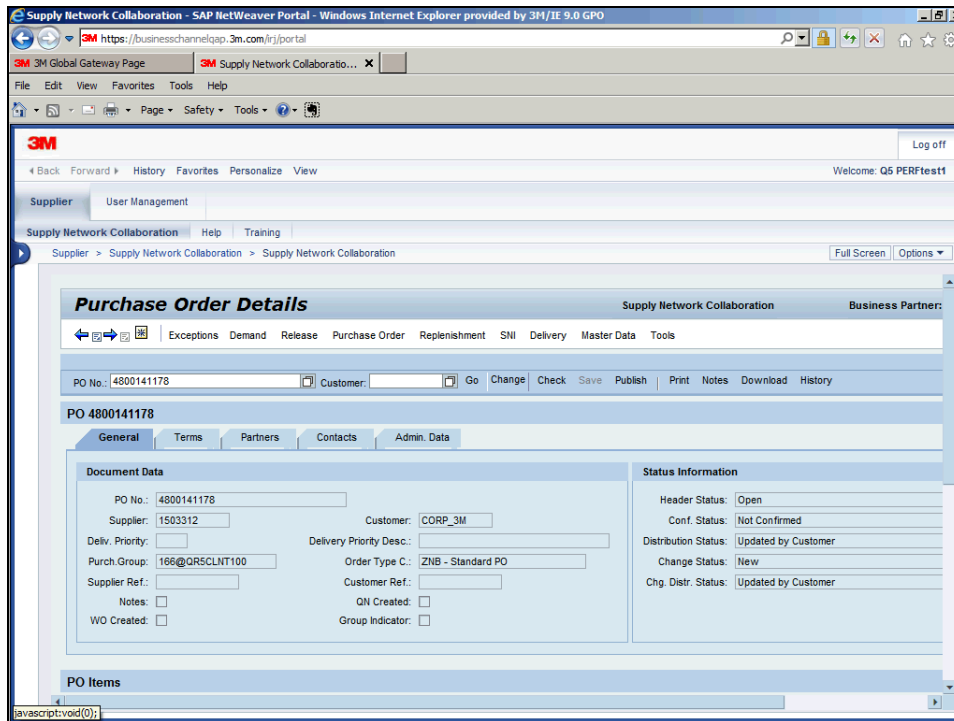 Supply Network Collaboration - SAP NetWeaver Portal - Windows Internet Explorer provided by 3M/IE 9.0 GPO
3M https://businesschannelqap.3m.com/irj/portal
3M 3M Global Gateway Page 3M Supply Network Collaboratio... X
File Edit View Favorites Tools Help
Page Safety Tools
3M Log off
Back Forward History Favorites Personalize View Welcome: Q5 PERFtest1
Supplier User Management
Supply Network Collaboration Help Training
Supplier > Supply Network Collaboration > Supply Network Collaboration Full Screen Options
Purchase Order Details Supply Network Collaboration Business Partner:
Exceptions Demand Release Purchase Order Replenishment SNI Delivery Master Data Tools
PO No.: 4800141178 Customer: Go Change Check Save Publish Print Notes Download History
PO 4800141178
General Terms Partners Contacts Admin. Data
Document Data Status Information
PO No.: 4800141178 Header Status: Open
Supplier: 1503312 Customer: CORP_3M Conf. Status: Not Confirmed
Deliv. Priority: Delivery Priority Desc.: Distribution Status: Updated by Customer
Purch.Group: 166@QR5CLNT100 Order Type C.: ZNB - Standard PO Change Status: New
Supplier Ref.: Customer Ref.: Chg. Distr. Status: Updated by Customer
Notes: QN Created:
WO Created: Group Indicator:
PO Items
javascript:void(0);